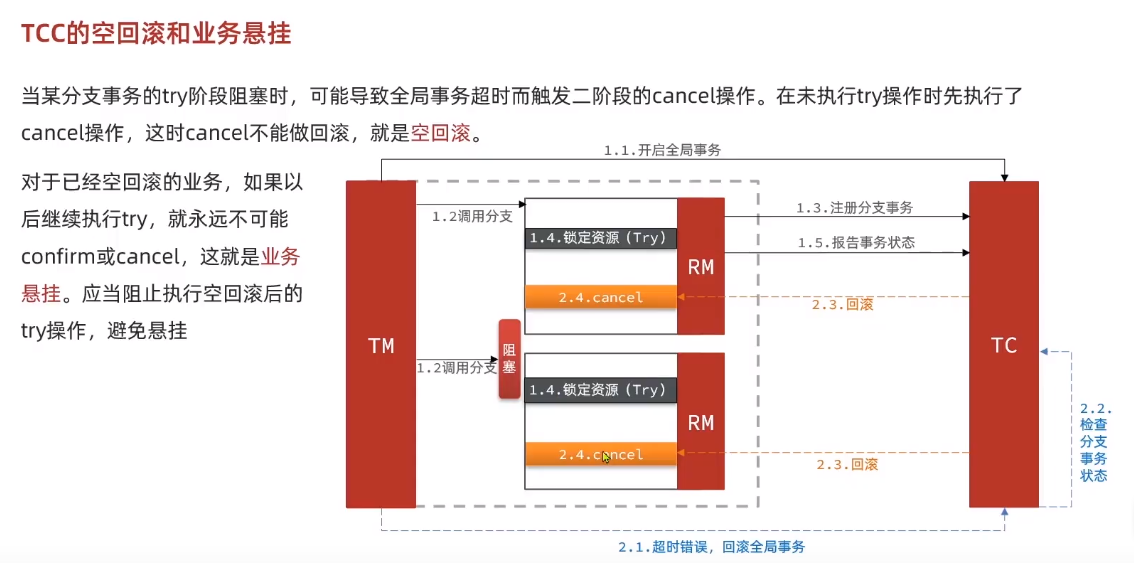 TCC的空回滚和业务悬挂
当某分支事务的try阶段阻塞时，可能导致全局事务超时而触发二阶段的cancel操作。在未执行try操作时先执行了
cancel操作，这时cancel不能做回滚，就是空回滚。
对于已经空回滚的业务，如果以
后继续执行try，就永远不可能
confirm或cancel，这就是业务
悬挂。应当阻止执行空回滚后的
try操作，避免悬挂
1.1.开启全局事务
TM
1.2调用分支
1.4.锁定资源（Try）
2.4.cancel
RM
1.3.注册分支事务
1.5.报告事务状态
2.3.回滚
TC
1.2调用分支
阻
塞
1.4.锁定资源（Try）
2.4.cancel
RM
2.3.回滚
2.2.
检查
分支
事务
状态
2.1.超时错误，回滚全局事务